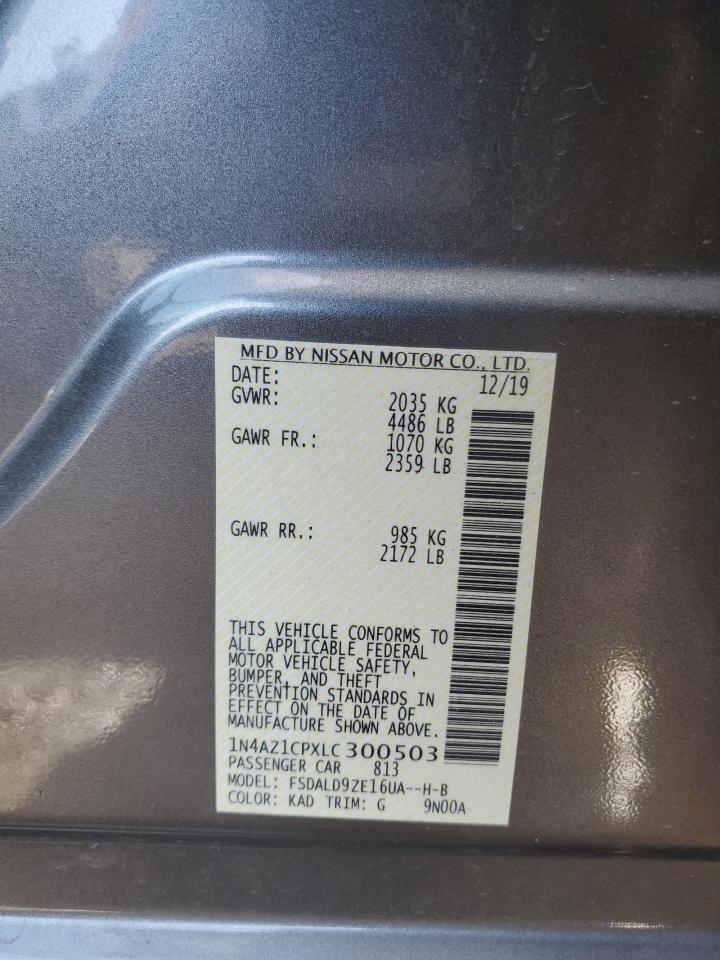 MFD BY NISSAN MOTOR CO., LTD.
DATE: 12/19
GVWR: 2035 KG
4486 LB
GAWR FR.: 1070 KG
2359 LB
GAWR RR.: 985 KG
2172 LB
THIS VEHICLE CONFORMS TO
ALL APPLICABLE FEDERAL
MOTOR VEHICLE SAFETY,
BUMPER, AND THEFT
PREVENTION STANDARDS IN
EFFECT ON THE DATE OF
MANUFACTURE SHOWN ABOVE.
1N4AZ1CPXLC300503
PASSENGER CAR 813
MODEL: FSDALD9ZE16UA--H-B
COLOR: KAD TRIM: G 9N00A